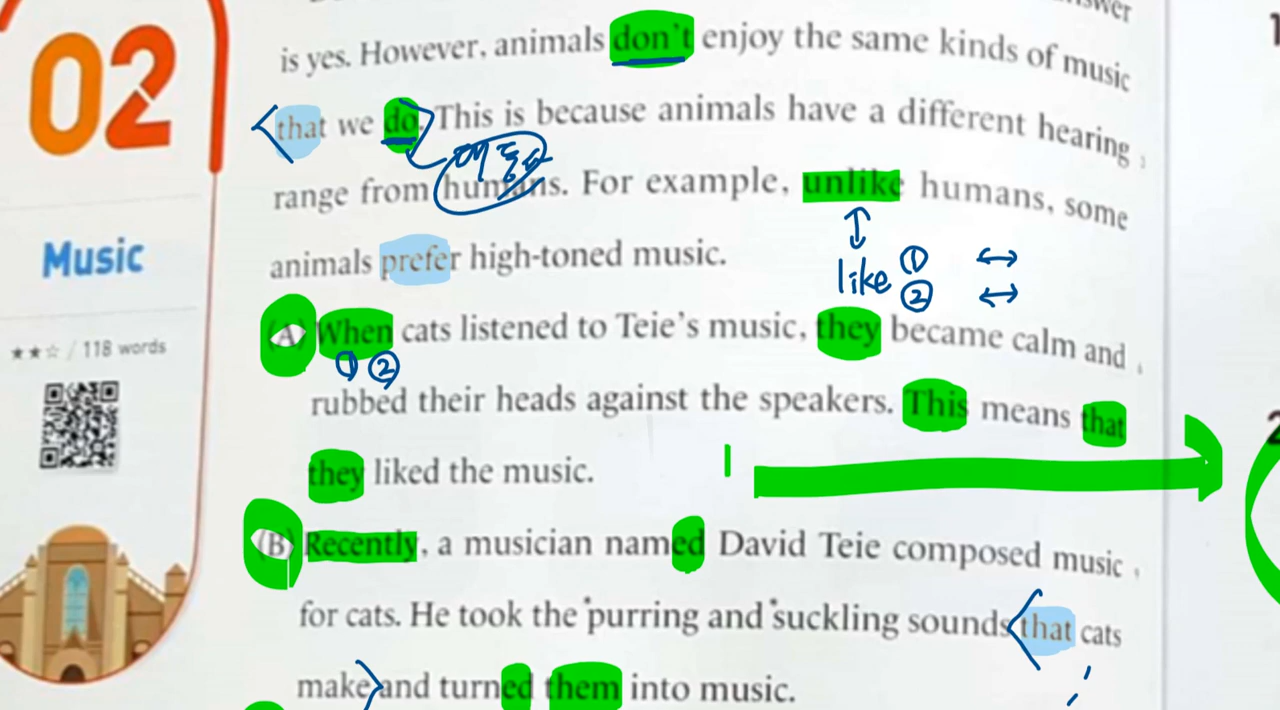 02
Music
★★☆ / 118 words
is yes. However, animals don't enjoy the same kinds of music
that we do. This is because animals have a different hearing
range from humans. For example, unlike humans, some
animals prefer high-toned music.
like ① ↔
② ↔
(A) When cats listened to Teie's music, they became calm and
① ②
rubbed their heads against the speakers. This means that
they liked the music.
(B) Recently, a musician named David Teie composed music
for cats. He took the *purring and *suckling sounds that cats
make and turned them into music.